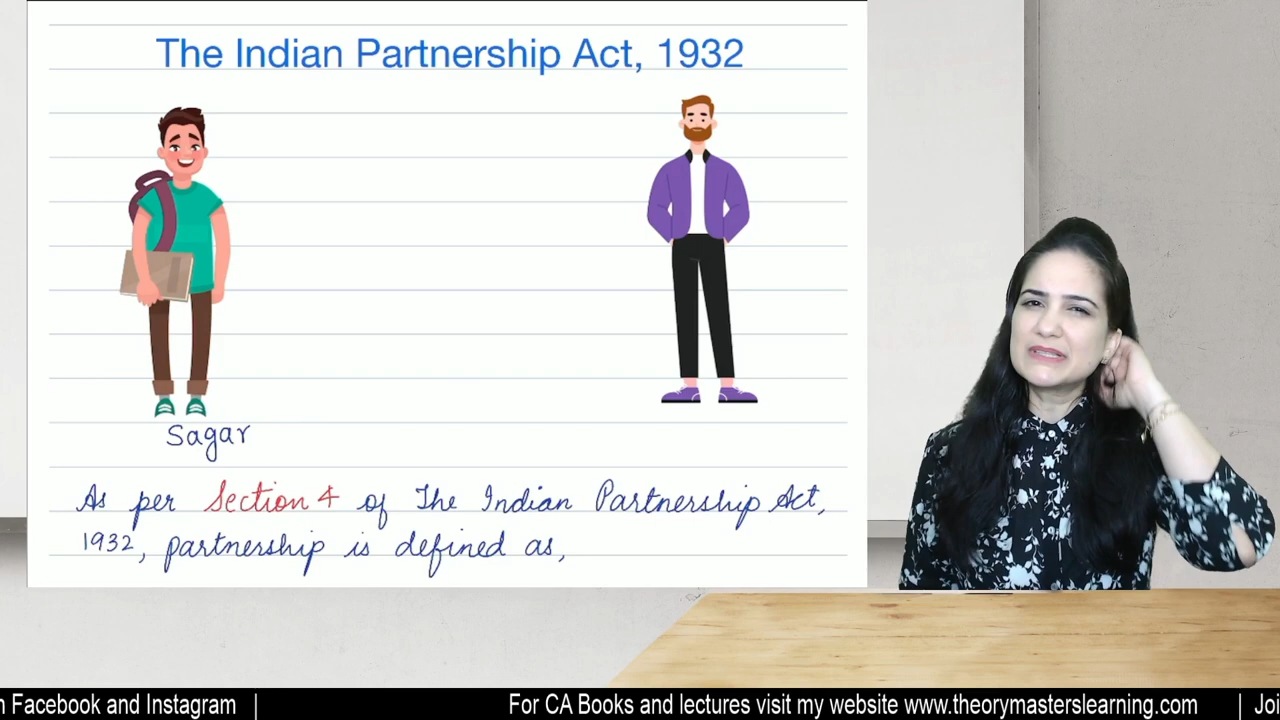 The Indian Partnership Act, 1932
Sagar
As per Section 4 of The Indian Partnership Act,
1932, partnership is defined as,
Facebook and Instagram | For CA Books and lectures visit my website www.theorymasterslearning.com |